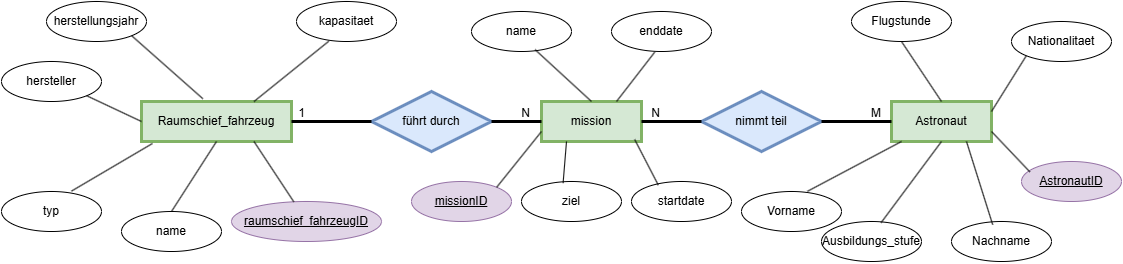 herstellungsjahr
kapasitaet
name
enddate
Flugstunde
Nationalitaet
hersteller
Raumschief_fahrzeug
1
führt durch
N
mission
N
nimmt teil
M
Astronaut
typ
name
raumschief_fahrzeugID
missionID
ziel
startdate
Vorname
Ausbildungs_stufe
Nachname
AstronautID